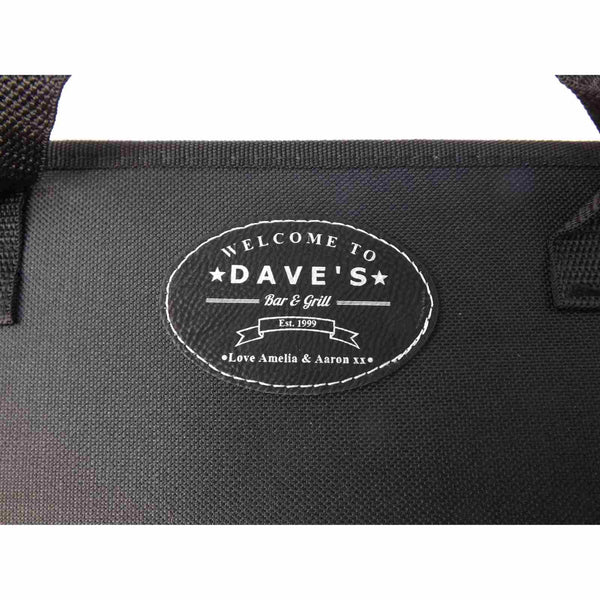 WELCOME TO
★DAVE'S★
Bar & Grill
Est. 1999
•Love Amelia & Aaron xx•